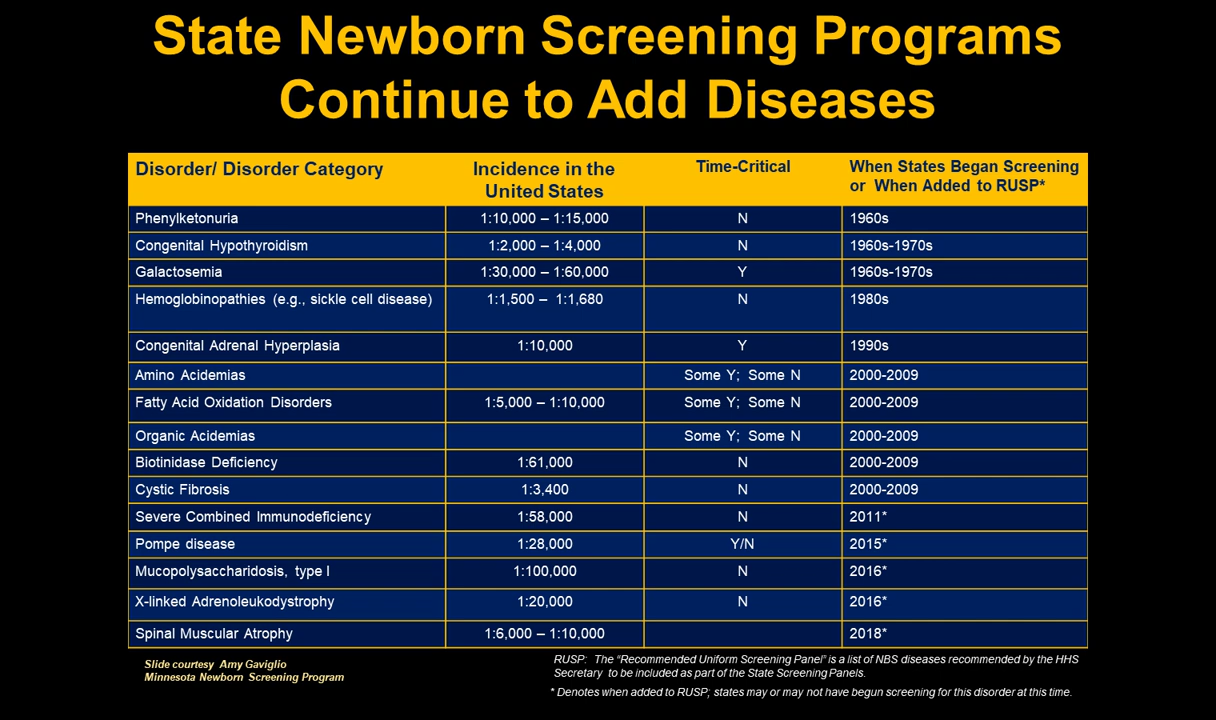 State Newborn Screening Programs
Continue to Add Diseases
Disorder/ Disorder Category Incidence in the United States Time-Critical When States Began Screening or When Added to RUSP*
Phenylketonuria 1:10,000 – 1:15,000 N 1960s
Congenital Hypothyroidism 1:2,000 – 1:4,000 N 1960s-1970s
Galactosemia 1:30,000 – 1:60,000 Y 1960s-1970s
Hemoglobinopathies (e.g., sickle cell disease) 1:1,500 – 1:1,680 N 1980s
Congenital Adrenal Hyperplasia 1:10,000 Y 1990s
Amino Acidemias Some Y; Some N 2000-2009
Fatty Acid Oxidation Disorders 1:5,000 – 1:10,000 Some Y; Some N 2000-2009
Organic Acidemias Some Y; Some N 2000-2009
Biotinidase Deficiency 1:61,000 N 2000-2009
Cystic Fibrosis 1:3,400 N 2000-2009
Severe Combined Immunodeficiency 1:58,000 N 2011*
Pompe disease 1:28,000 Y/N 2015*
Mucopolysaccharidosis, type I 1:100,000 N 2016*
X-linked Adrenoleukodystrophy 1:20,000 N 2016*
Spinal Muscular Atrophy 1:6,000 – 1:10,000 2018*
Slide courtesy Amy Gaviglio
Minnesota Newborn Screening Program
RUSP: The “Recommended Uniform Screening Panel” is a list of NBS diseases recommended by the HHS
Secretary to be included as part of the State Screening Panels.
* Denotes when added to RUSP; states may or may not have begun screening for this disorder at this time.